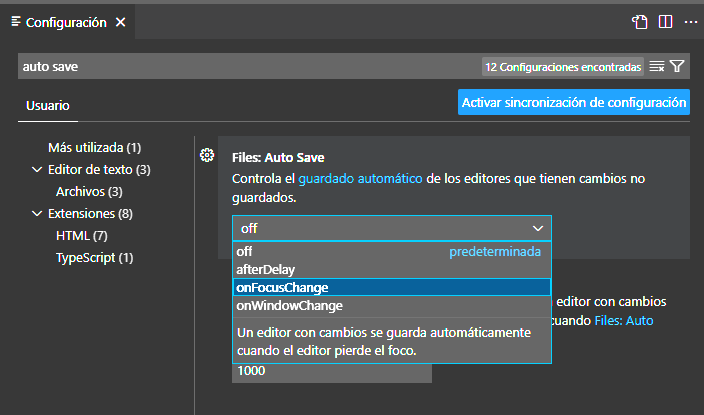 Configuración
auto save
12 Configuraciones encontradas
Usuario
Activar sincronización de configuración
Más utilizada (1)
Editor de texto (3)
Archivos (3)
Extensiones (8)
HTML (7)
TypeScript (1)
Files: Auto Save
Controla el guardado automático de los editores que tienen cambios no
guardados.
off
off predeterminada
afterDelay
onFocusChange
onWindowChange
Un editor con cambios se guarda automáticamente
cuando el editor pierde el foco.
editor con cambios
cuando Files: Auto
1000